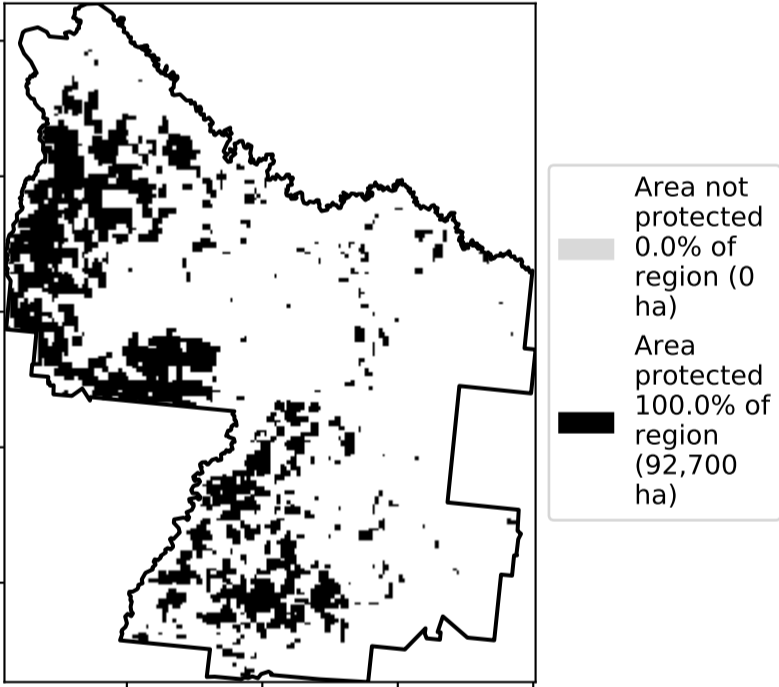 Area not
protected
0.0% of
region (0
ha)
Area
protected
100.0% of
region
(92,700
ha)